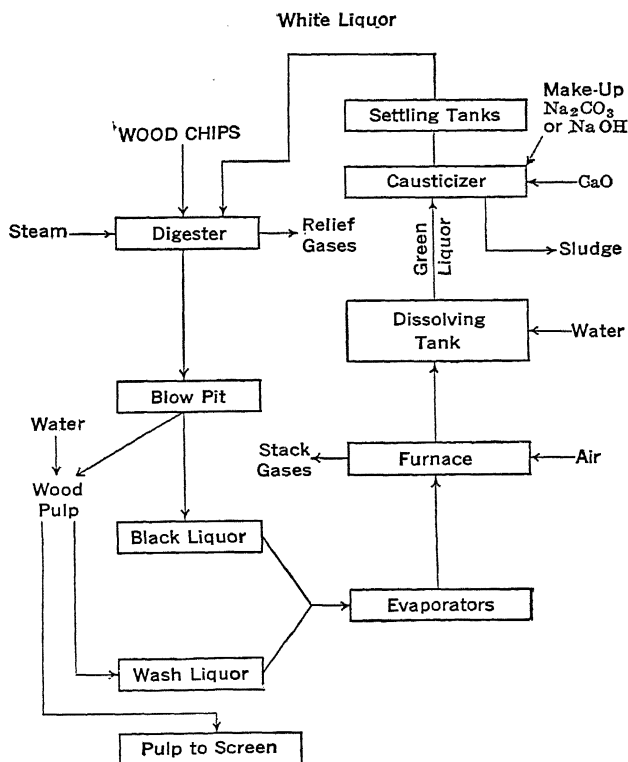 White Liquor
Make-Up
Na₂CO₃
or NaOH
Settling Tanks
WOOD CHIPS
Causticizer
CaO
Steam
Digester
Relief
Gases
Green
Liquor
Sludge
Dissolving
Tank
Water
Blow Pit
Water
Stack
Gases
Furnace
Air
Wood
Pulp
Black Liquor
Evaporators
Wash Liquor
Pulp to Screen